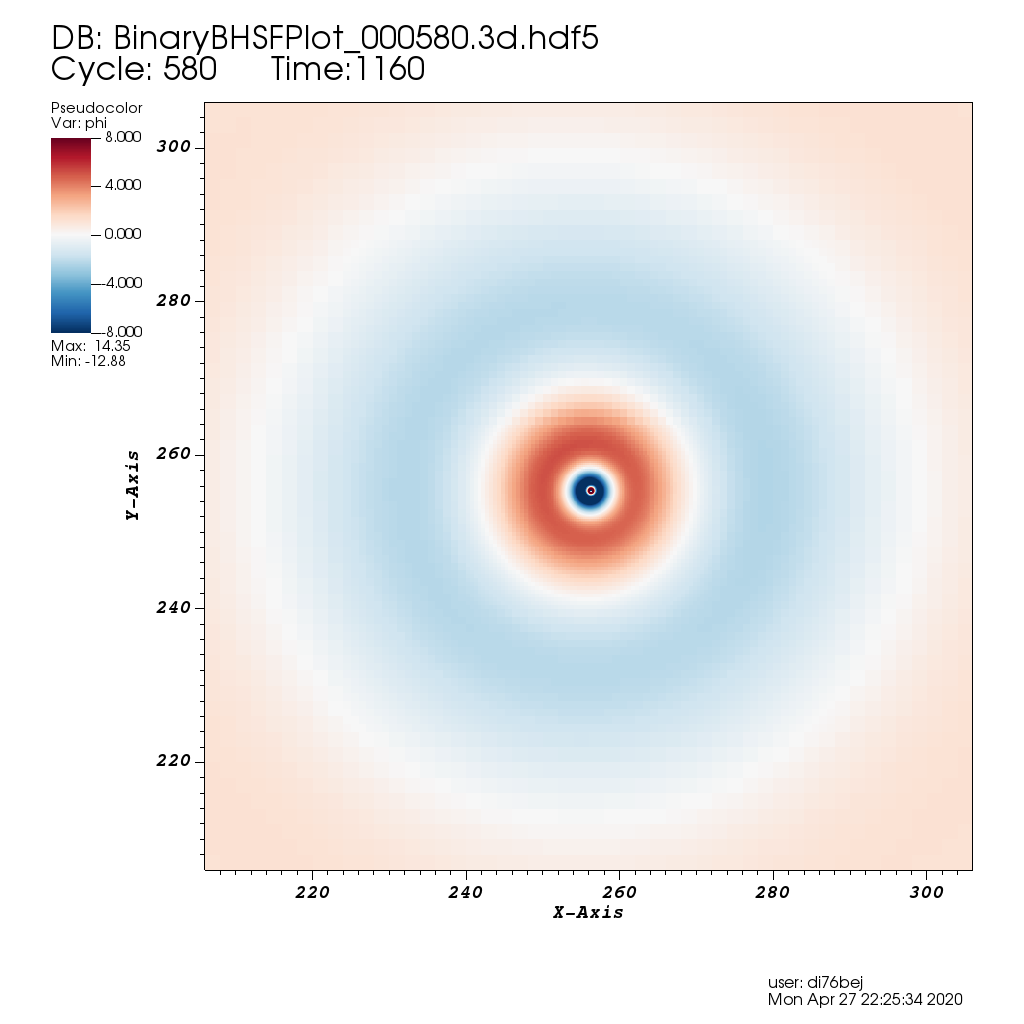 DB: BinaryBHSFPlot_000580.3d.hdf5
Cycle: 580 Time:1160
Pseudocolor
Var: phi
8.000
4.000
0.000
-4.000
-8.000
Max: 14.35
Min: -12.88
300
280
260
240
220
Y-Axis
220 240 260 280 300
X-Axis
user: di76bej
Mon Apr 27 22:25:34 2020